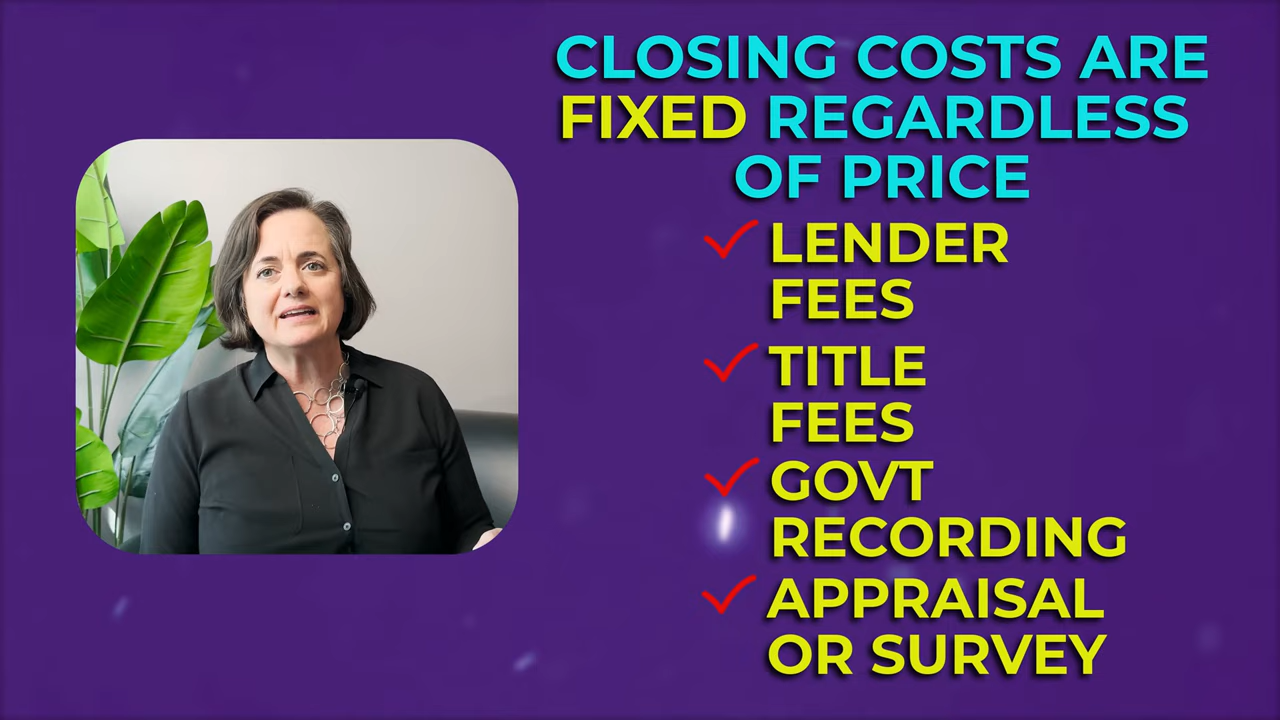 CLOSING COSTS ARE
FIXED REGARDLESS
OF PRICE
LENDER
FEES
TITLE
FEES
GOVT
RECORDING
APPRAISAL
OR SURVEY